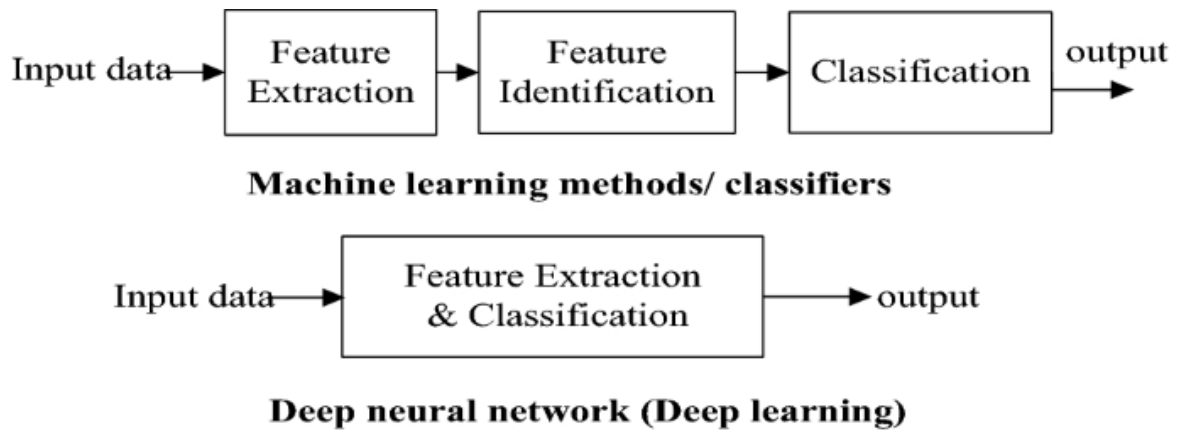 Input data
Feature
Extraction
Feature
Identification
Classification
output
Machine learning methods/ classifiers
Input data
Feature Extraction
& Classification
output
Deep neural network (Deep learning)